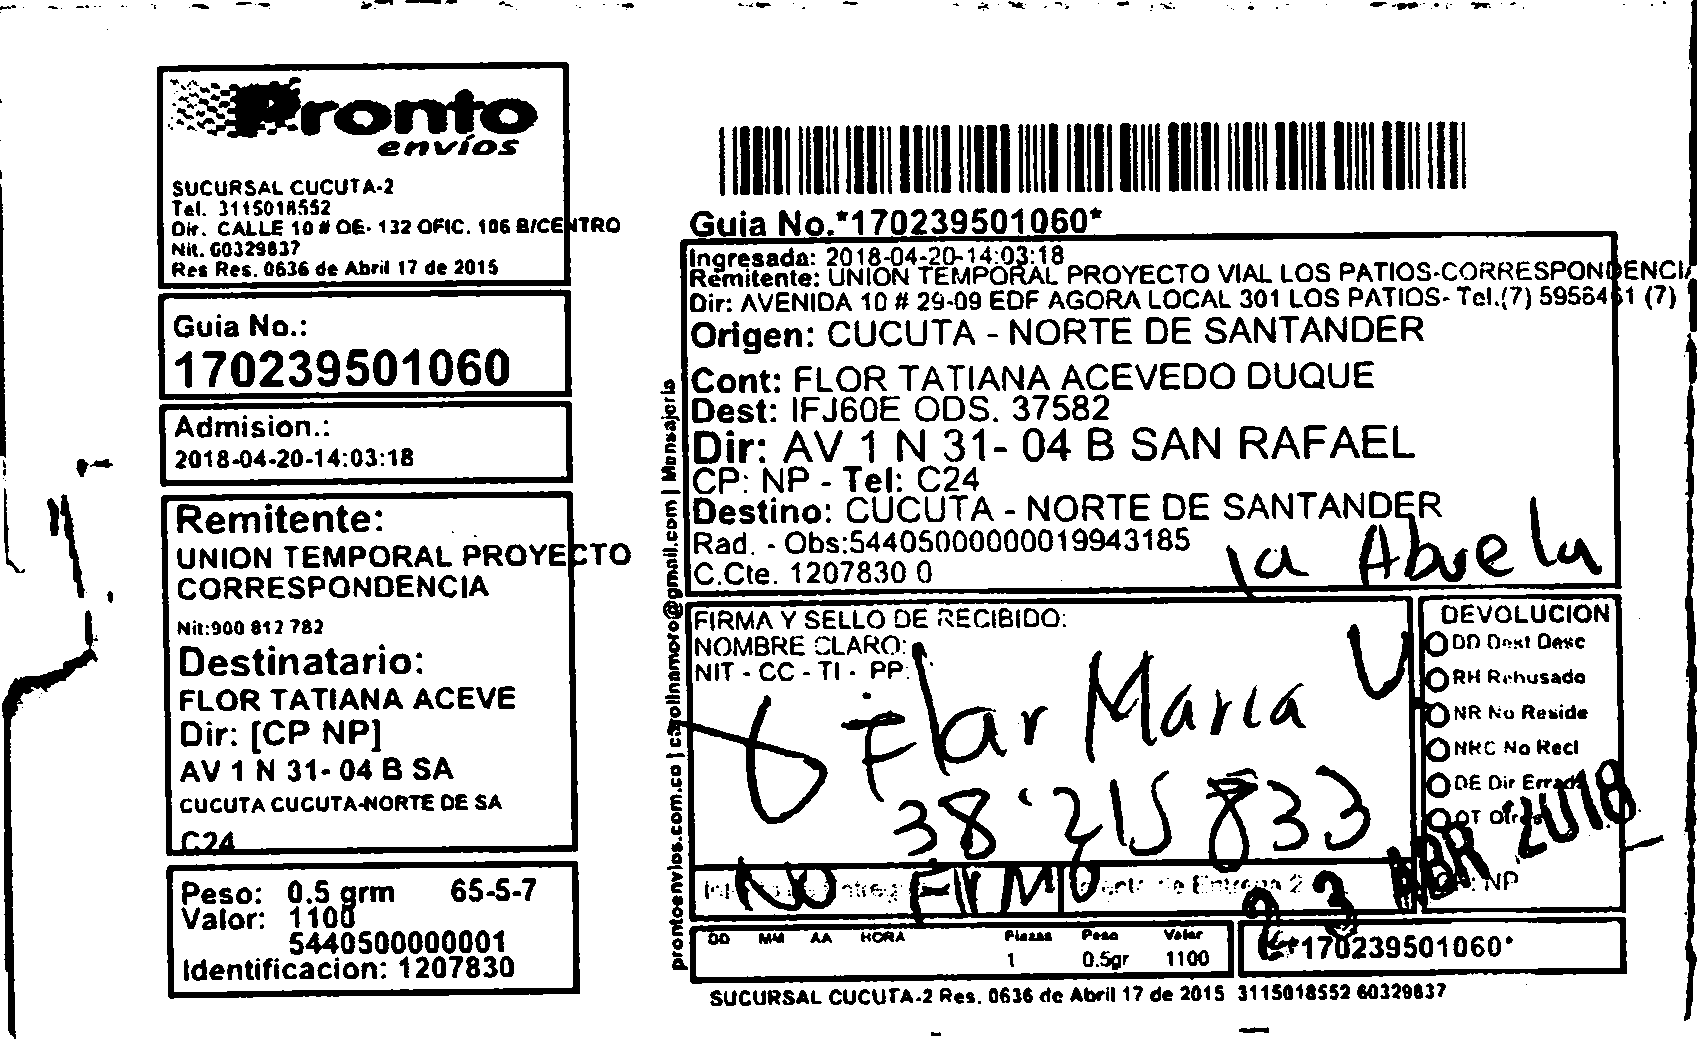 Pronto
envíos
SUCURSAL CUCUTA-2
Tel. 3115018552
Dir. CALLE 10 # OE- 132 OFIC. 106 B/CENTRO
Nit. 60329837
Res Res. 0636 de Abril 17 de 2015
Guia No.:
170239501060
Admision.:
2018-04-20-14:03:18
Remitente:
UNION TEMPORAL PROYECTO
CORRESPONDENCIA
Nit:900 812 782
Destinatario:
FLOR TATIANA ACEVE
Dir: [CP NP]
AV 1 N 31- 04 B SA
CUCUTA CUCUTA-NORTE DE SA
C24
Peso: 0.5 grm 65-5-7
Valor: 1100
5440500000001
Identificacion: 1207830
prontoenvios.com.co | carolinamoro@gmail.com | Mensajeria
Guia No.*170239501060*
Ingresada: 2018-04-20-14:03:18
Remitente: UNION TEMPORAL PROYECTO VIAL LOS PATIOS-CORRESPONDENCIA
Dir: AVENIDA 10 # 29-09 EDF AGORA LOCAL 301 LOS PATIOS- Tel.(7) 5956461 (7)
Origen: CUCUTA - NORTE DE SANTANDER
Cont: FLOR TATIANA ACEVEDO DUQUE
Dest: IFJ60E ODS. 37582
Dir: AV 1 N 31- 04 B SAN RAFAEL
CP: NP - Tel: C24
Destino: CUCUTA - NORTE DE SANTANDER
Rad. - Obs:54405000000019943185
C.Cte. 1207830 0
la Abuela
FIRMA Y SELLO DE RECIBIDO:
NOMBRE CLARO:
NIT - CC - TI - PP:
Flor Maria U
38'215833
NO FIRMO
Entrega 2
DEVOLUCION
DD Dest Desc
RH Rehusado
NR No Reside
NRC No Recl
DE Dir Errada
OT Otros
NP
23 ABR 2018
DD MM AA HORA Piezas Peso Valor
1 0.5gr 1100
*170239501060*
SUCURSAL CUCUTA-2 Res. 0636 de Abril 17 de 2015 3115018552 60329837